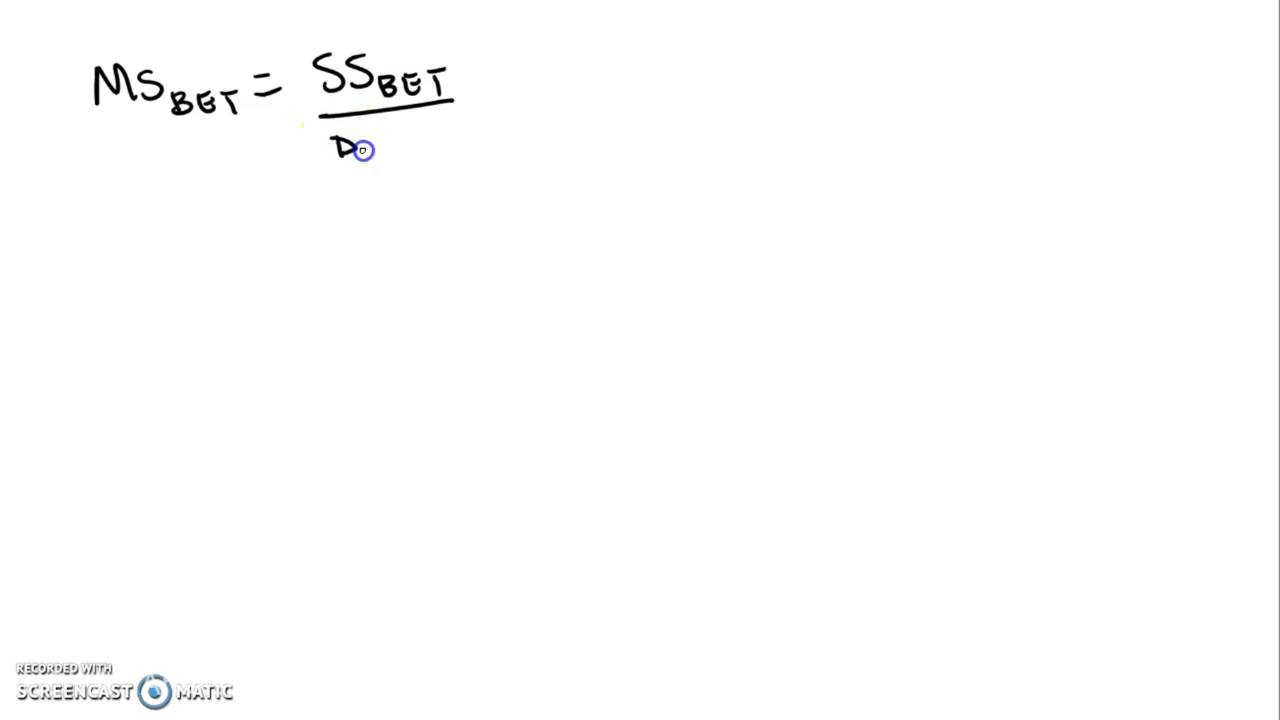 MS_BET = SS_BET
D
RECORDED WITH
SCREENCAST MATIC